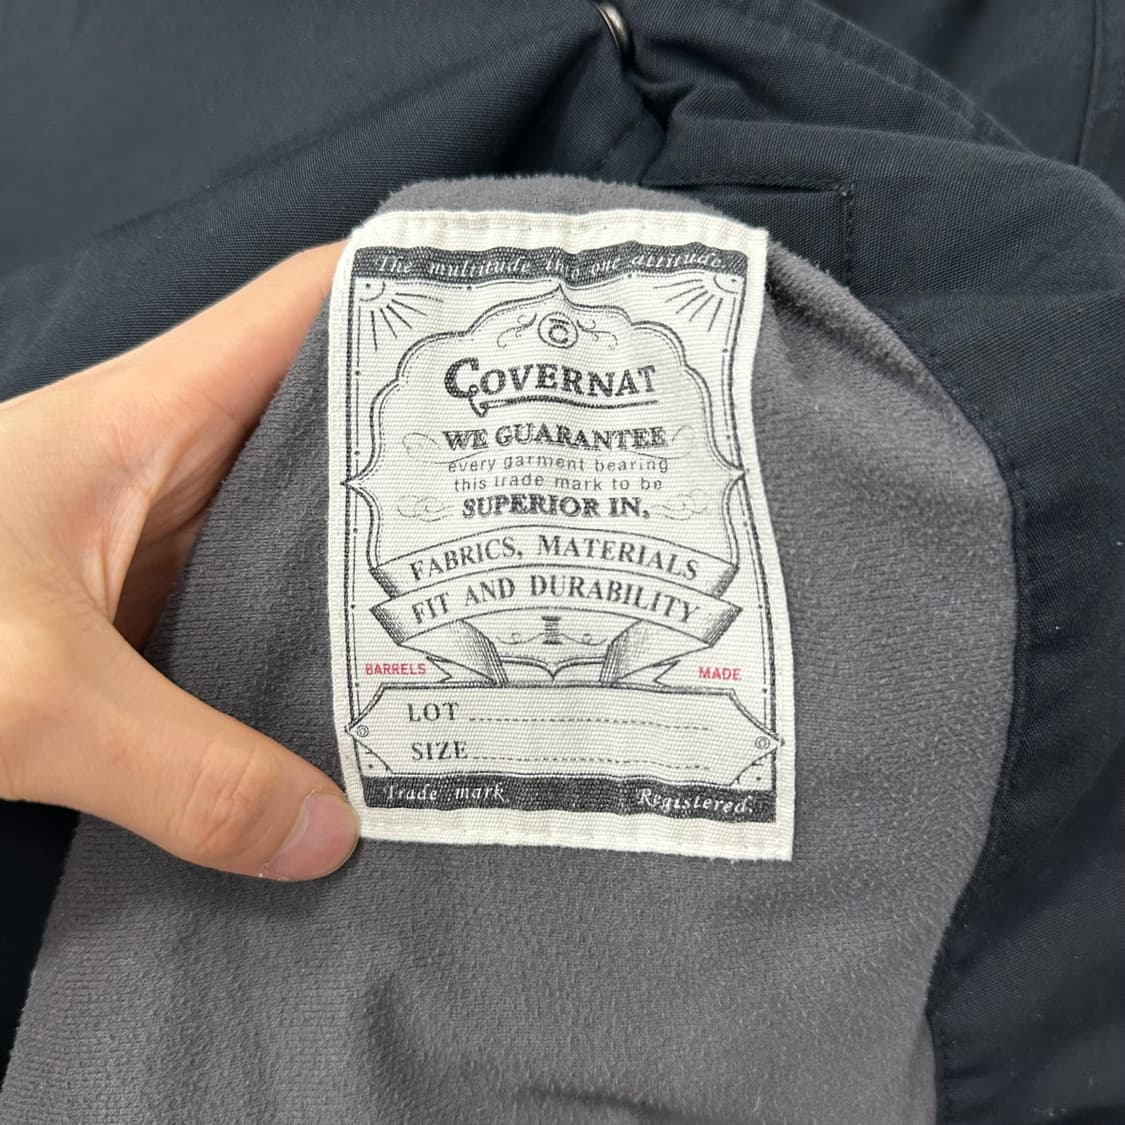 The multitude into one attitude.
C
COVERNAT
WE GUARANTEE
every garment bearing
this trade mark to be
SUPERIOR IN,
FABRICS, MATERIALS
FIT AND DURABILITY
BARRELS MADE
LOT
SIZE
Trade mark Registered.